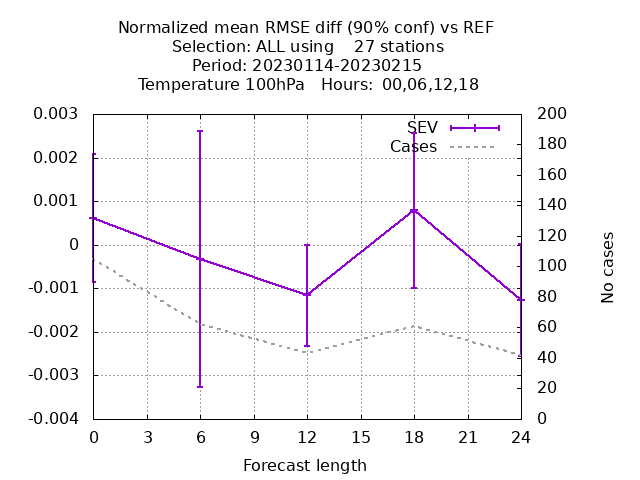 Normalized mean RMSE diff (90% conf) vs REF
Selection: ALL using    27 stations
Period: 20230114-20230215
Temperature 100hPa   Hours: 00,06,12,18
0.003
0.002
0.001
0
-0.001
-0.002
-0.003
-0.004
SEV
Cases
200
180
160
140
120
100
80
60
40
20
0
No cases
0 3 6 9 12 15 18 21 24
Forecast length